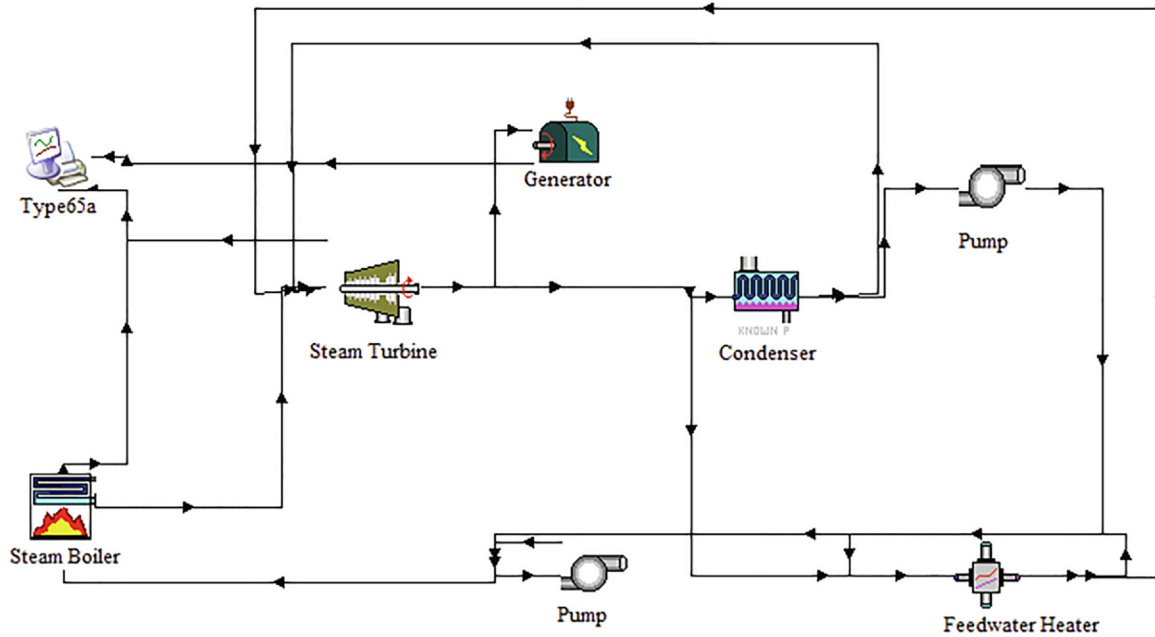 Generator
Type65a
Pump
Steam Turbine
KNOWN P
Condenser
Steam Boiler
Pump
Feedwater Heater